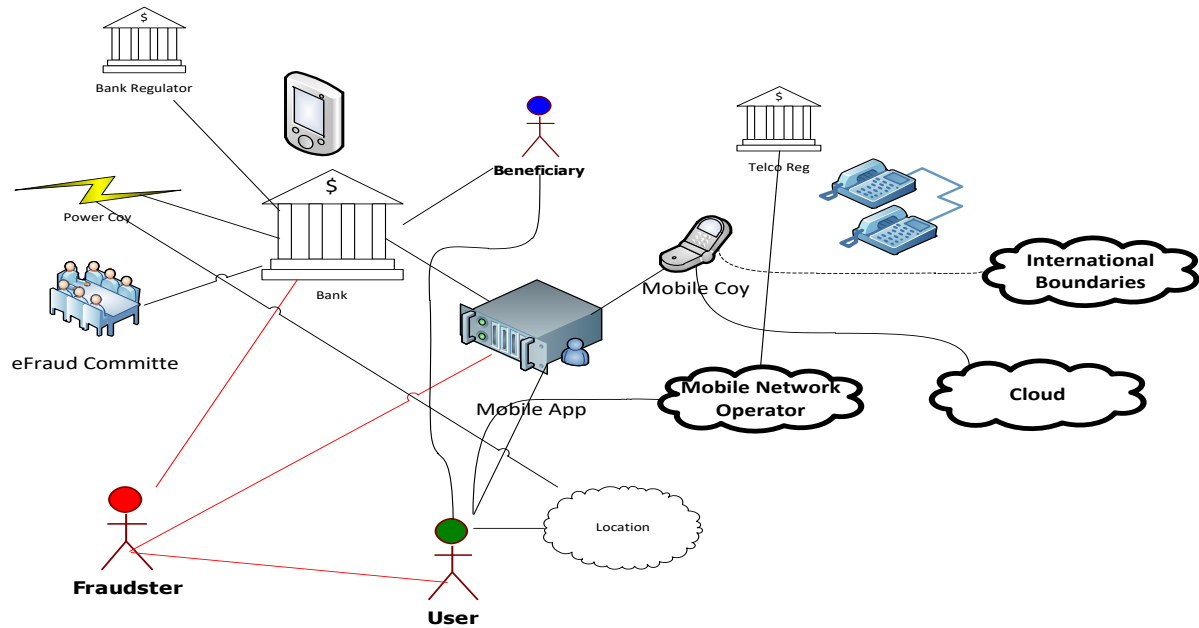 $
Bank Regulator
$
Beneficiary
$
Telco Reg
Power Coy
Bank
Mobile Coy
International
Boundaries
eFraud Committe
Mobile App
Mobile Network
Operator
Cloud
Location
Fraudster
User